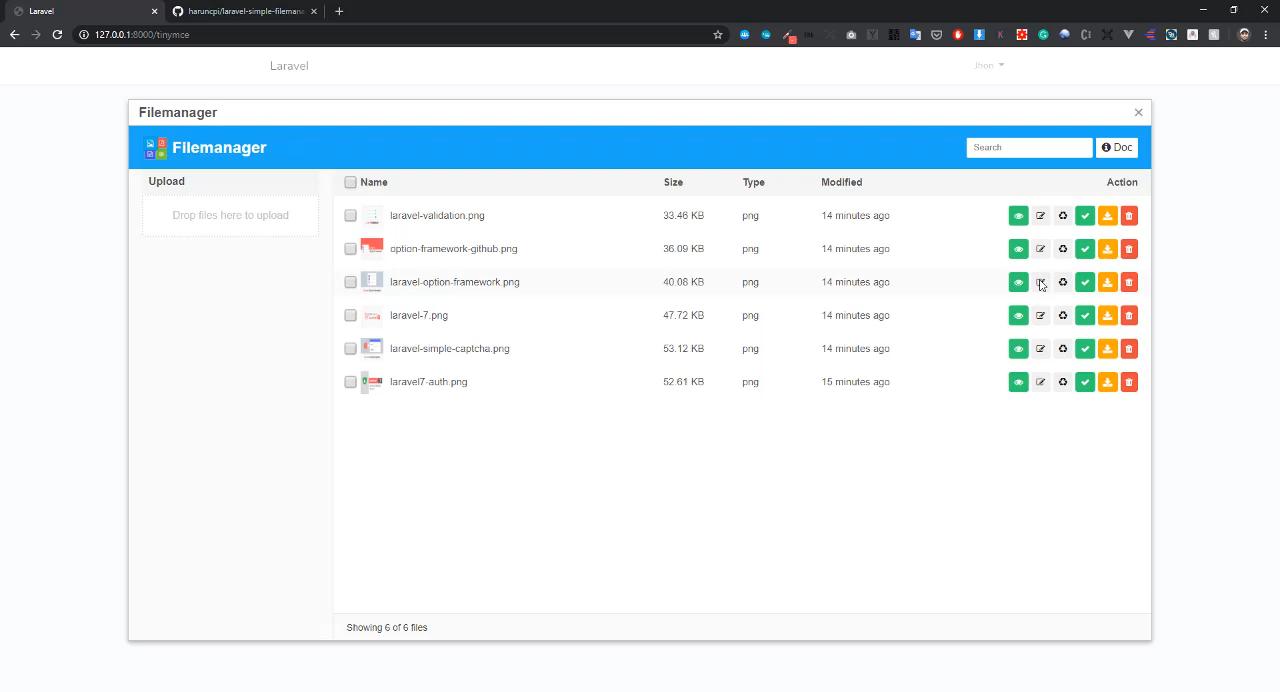 Laravel
haruncpi/laravel-simple-filemana
127.0.0.1:8000/tinymce
Laravel
Jhon
Filemanager
Filemanager
Search
Doc
Upload
Name Size Type Modified Action
Drop files here to upload
laravel-validation.png 33.46 KB png 14 minutes ago
option-framework-github.png 36.09 KB png 14 minutes ago
laravel-option-framework.png 40.08 KB png 14 minutes ago
laravel-7.png 47.72 KB png 14 minutes ago
laravel-simple-captcha.png 53.12 KB png 14 minutes ago
laravel7-auth.png 52.61 KB png 15 minutes ago
Showing 6 of 6 files